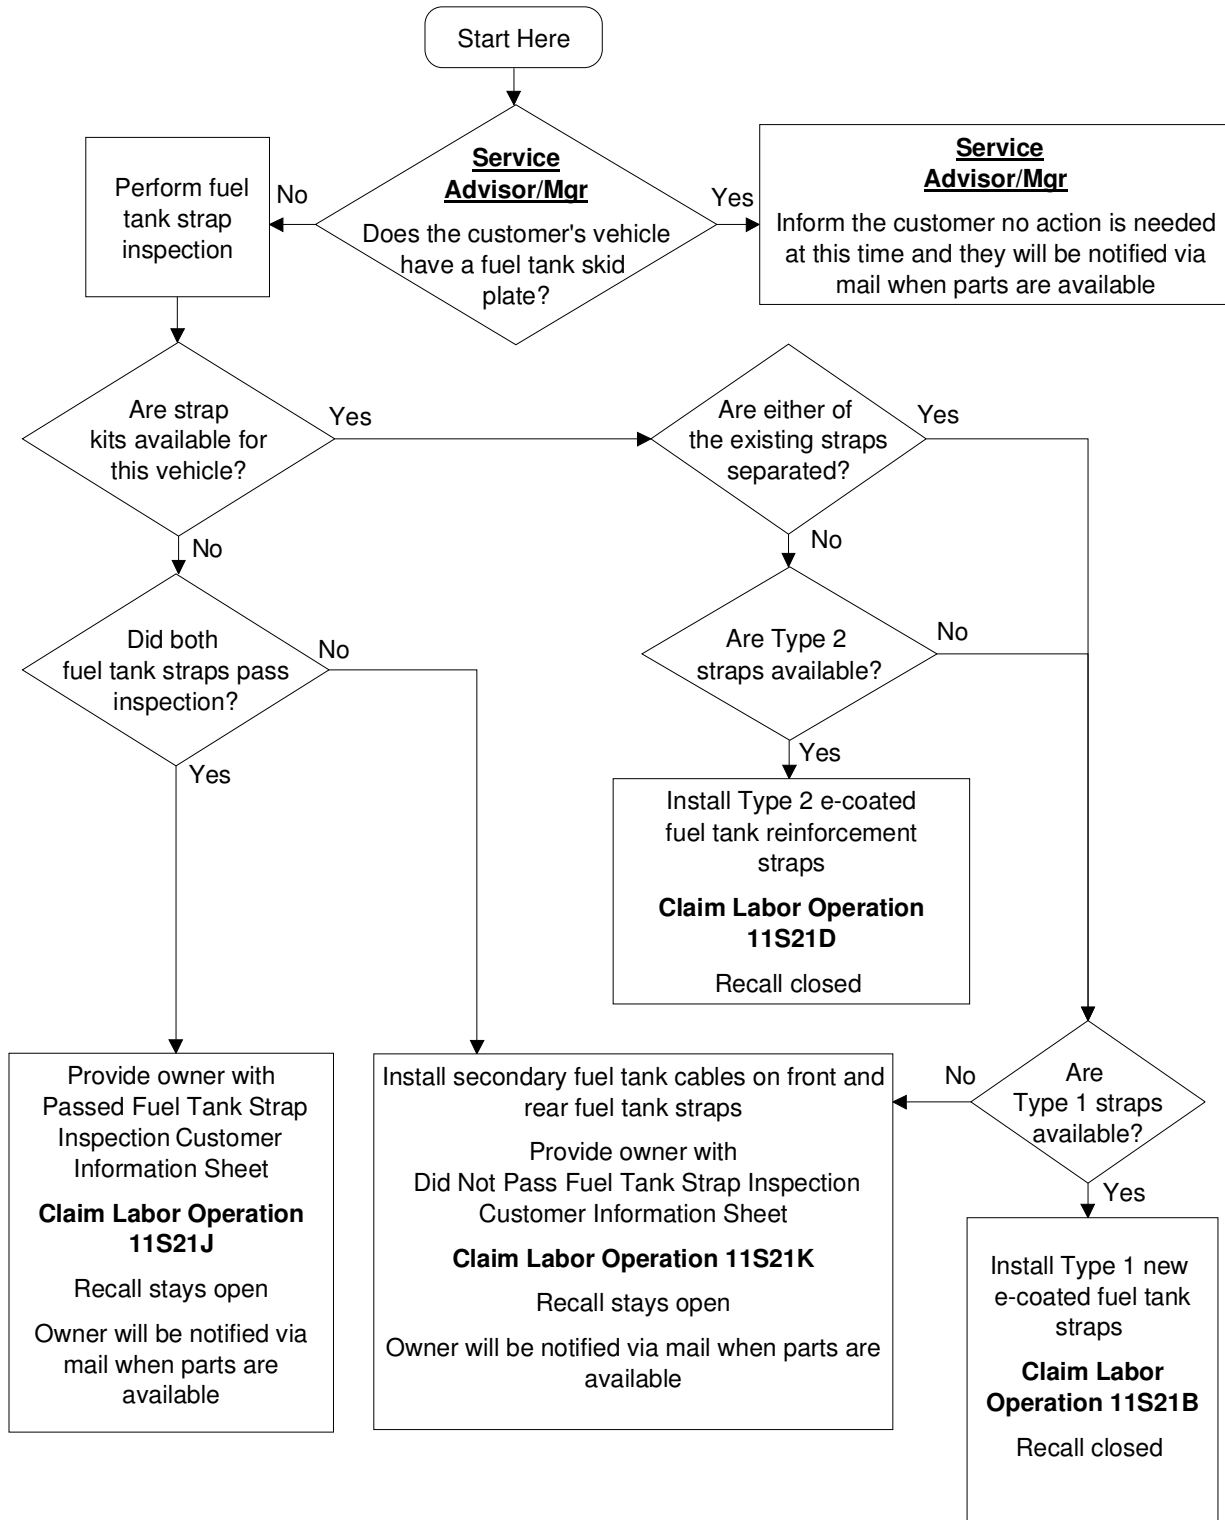 Start Here
Service
Advisor/Mgr
Does the customer's vehicle
have a fuel tank skid
plate?
No
Yes
Perform fuel
tank strap
inspection
Service
Advisor/Mgr
Inform the customer no action is needed
at this time and they will be notified via
mail when parts are available
Are strap
kits available for
this vehicle?
Yes
No
Are either of
the existing straps
separated?
Yes
No
Did both
fuel tank straps pass
inspection?
No
Yes
Are Type 2
straps available?
No
Yes
Install Type 2 e-coated
fuel tank reinforcement
straps
Claim Labor Operation
11S21D
Recall closed
Provide owner with
Passed Fuel Tank Strap
Inspection Customer
Information Sheet
Claim Labor Operation
11S21J
Recall stays open
Owner will be notified via
mail when parts are
available
Install secondary fuel tank cables on front and
rear fuel tank straps
Provide owner with
Did Not Pass Fuel Tank Strap Inspection
Customer Information Sheet
Claim Labor Operation 11S21K
Recall stays open
Owner will be notified via mail when parts are
available
Are
Type 1 straps
available?
No
Yes
Install Type 1 new
e-coated fuel tank
straps
Claim Labor
Operation 11S21B
Recall closed